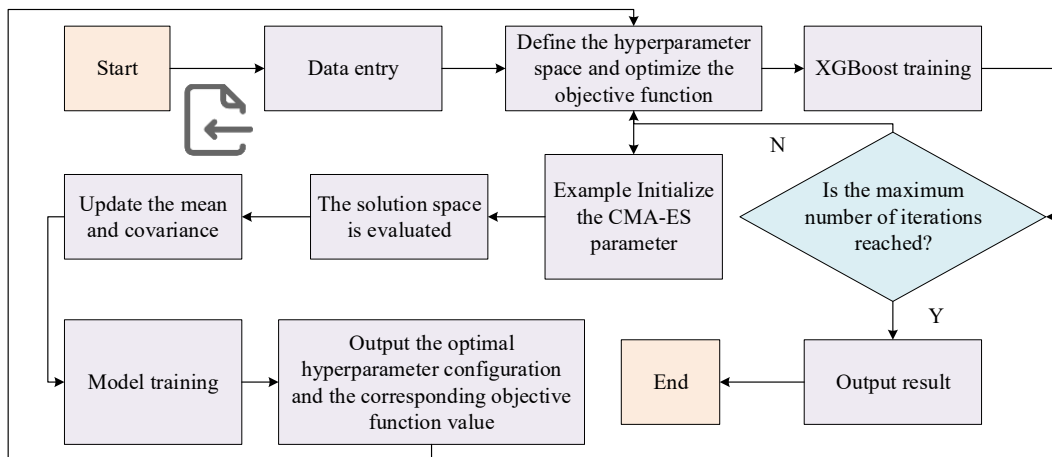 Start
Data entry
Define the hyperparameter
space and optimize the
objective function
XGBoost training
N
Update the mean
and covariance
The solution space
is evaluated
Example Initialize
the CMA-ES
parameter
Is the maximum
number of iterations
reached?
Y
Model training
Output the optimal
hyperparameter configuration
and the corresponding objective
function value
End
Output result